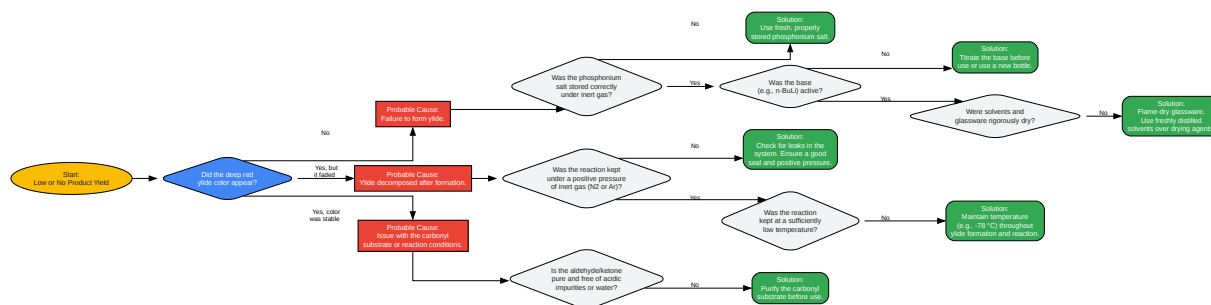 Solution:
Use fresh, properly
stored phosphonium salt.
No
No
Solution:
Titrate the base before
use or use a new bottle.
Was the phosphonium
salt stored correctly
under inert gas?
Yes
Was the base
(e.g., n-BuLi) active?
Yes
Were solvents and
glassware rigorously dry?
No
Solution:
Flame-dry glassware.
Use freshly distilled
solvents over drying agents.
Probable Cause:
Failure to form ylide.
No
Start:
Low or No Product Yield
Did the deep red
ylide color appear?
Yes, but
it faded
Probable Cause:
Ylide decomposed after formation.
Was the reaction kept
under a positive pressure
of inert gas (N2 or Ar)?
No
Solution:
Check for leaks in the
system. Ensure a good
seal and positive pressure.
Yes
Was the reaction
kept at a sufficiently
low temperature?
No
Solution:
Maintain temperature
(e.g., -78 °C) throughout
ylide formation and reaction.
Yes, color
was stable
Probable Cause:
Issue with the carbonyl
substrate or reaction conditions.
Is the aldehyde/ketone
pure and free of acidic
impurities or water?
No
Solution:
Purify the carbonyl
substrate before use.